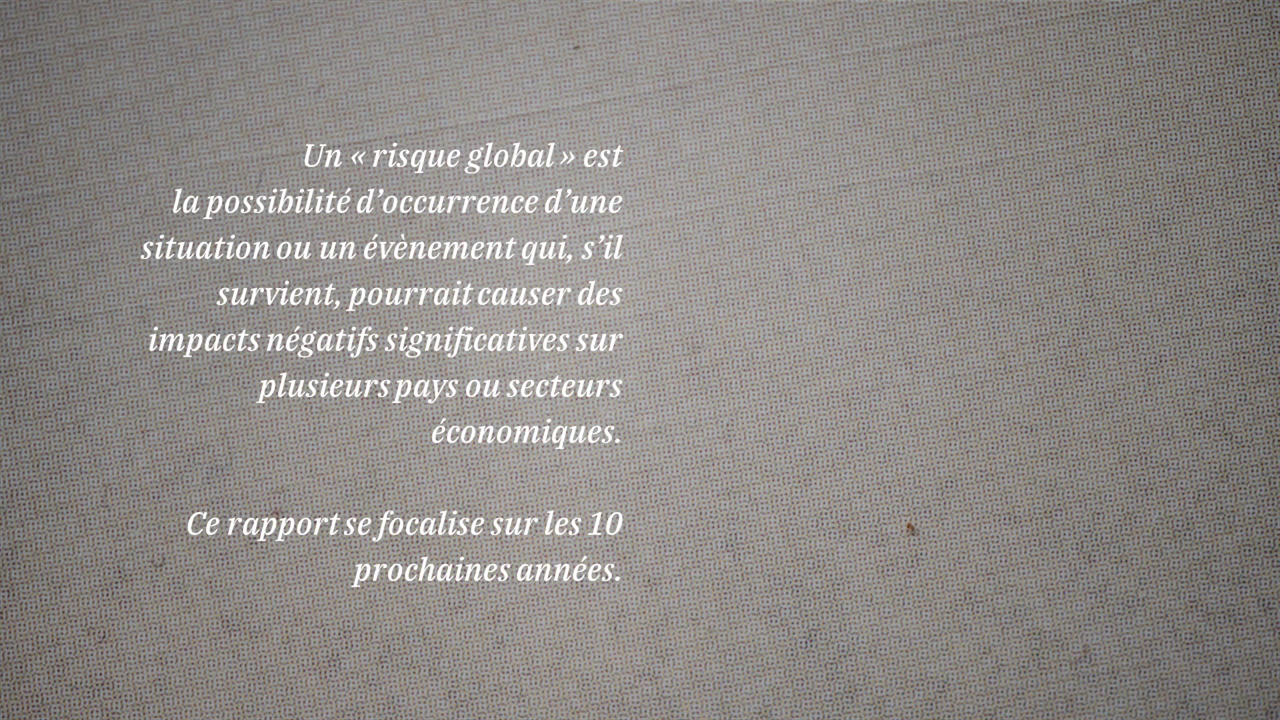 Un « risque global » est
la possibilité d’occurrence d’une
situation ou un évènement qui, s’il
survient, pourrait causer des
impacts négatifs significatives sur
plusieurs pays ou secteurs
économiques.
Ce rapport se focalise sur les 10
prochaines années.